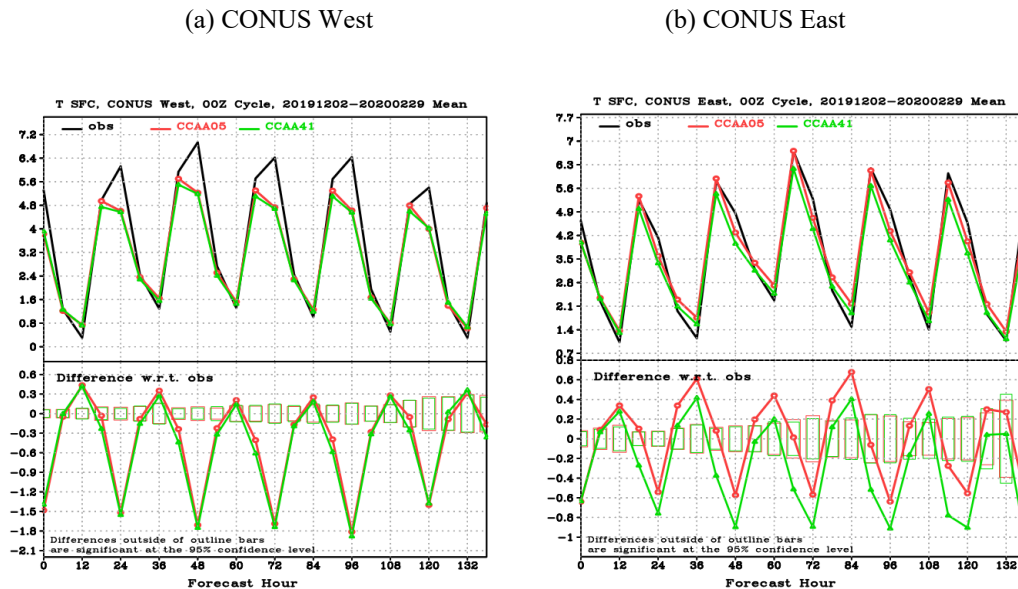 (a) CONUS West
(b) CONUS East
T SFC, CONUS West, 00Z Cycle, 20191202-20200229 Mean
obs CCAA05 CCAA41
7.2
6.4
5.6
4.8
4
3.2
2.4
1.6
0.8
0
Difference w.r.t. obs
0.6
0.3
0
-0.3
-0.6
-0.9
-1.2
-1.5
-1.8
-2.1
Differences outside of outline bars
are significant at the 95% confidence level
0 12 24 36 48 60 72 84 96 108 120 132
Forecast Hour
T SFC, CONUS East, 00Z Cycle, 20191202-20200229 Mean
obs CCAA05 CCAA41
7.7
7
6.3
5.6
4.9
4.2
3.5
2.8
2.1
1.4
0.7
Difference w.r.t. obs
0.8
0.6
0.4
0.2
0
-0.2
-0.4
-0.6
-0.8
-1
Differences outside of outline bars
are significant at the 95% confidence level
0 12 24 36 48 60 72 84 96 108 120 132
Forecast Hour